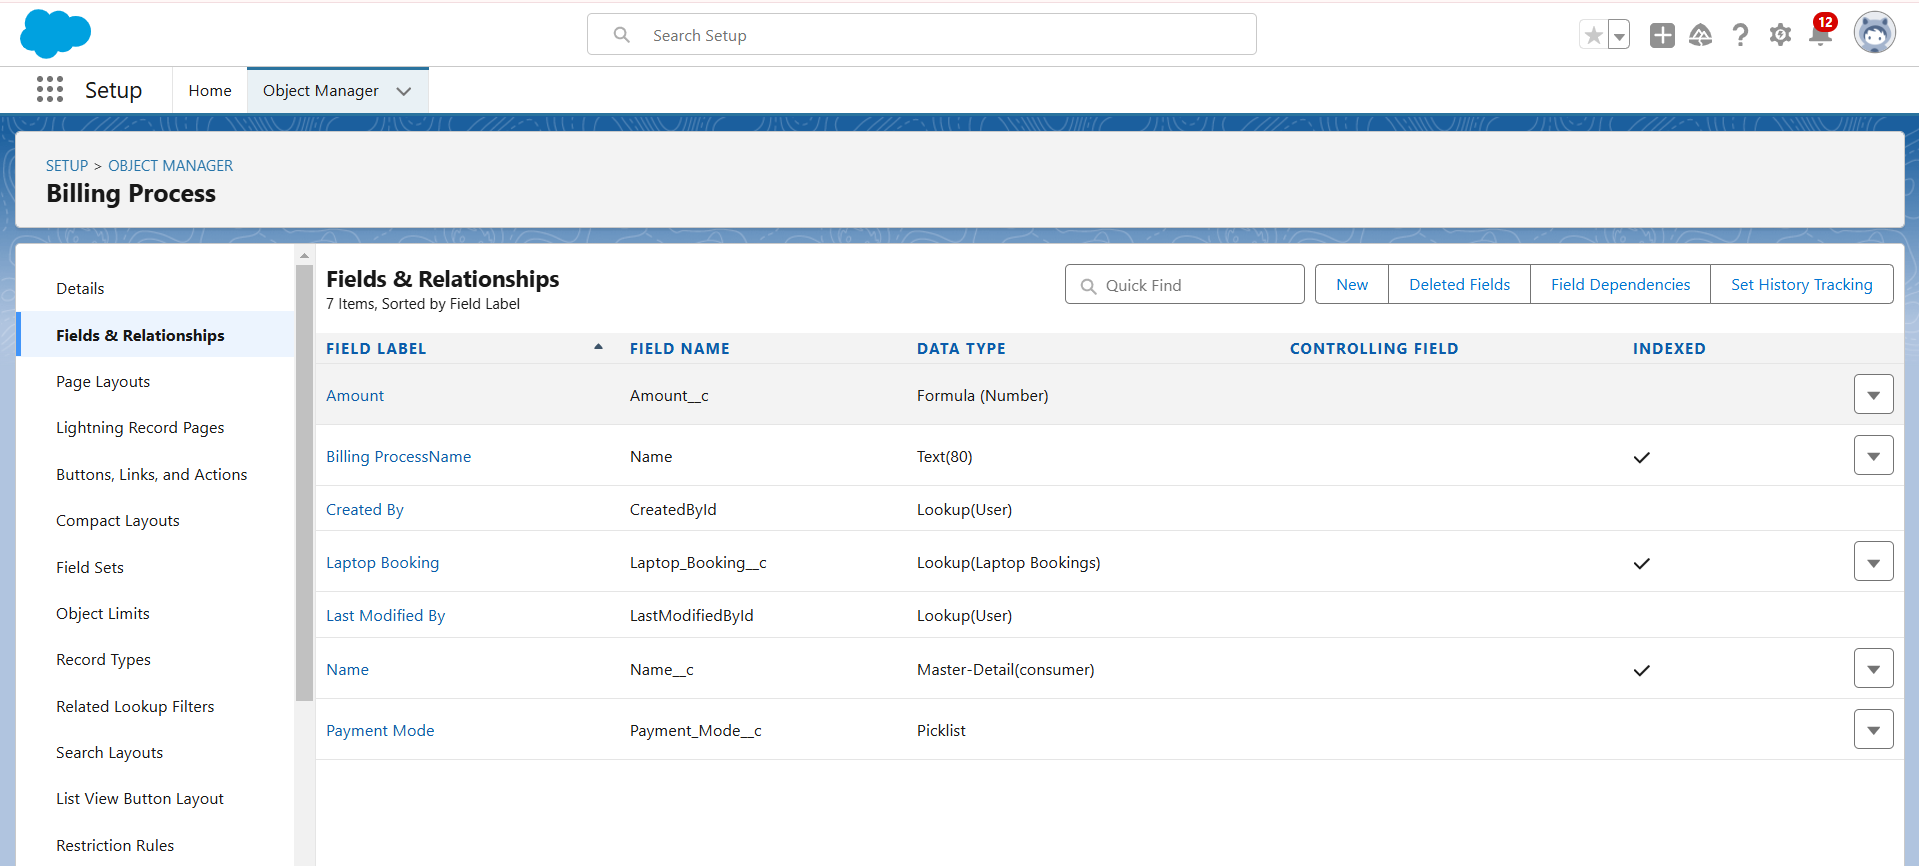 Search Setup
12
Setup
Home
Object Manager
SETUP > OBJECT MANAGER
Billing Process
Details
Fields & Relationships
Page Layouts
Lightning Record Pages
Buttons, Links, and Actions
Compact Layouts
Field Sets
Object Limits
Record Types
Related Lookup Filters
Search Layouts
List View Button Layout
Restriction Rules
Fields & Relationships
7 Items, Sorted by Field Label
Quick Find
New
Deleted Fields
Field Dependencies
Set History Tracking
FIELD LABEL FIELD NAME DATA TYPE CONTROLLING FIELD INDEXED
Amount Amount__c Formula (Number)
Billing ProcessName Name Text(80)
Created By CreatedById Lookup(User)
Laptop Booking Laptop_Booking__c Lookup(Laptop Bookings)
Last Modified By LastModifiedById Lookup(User)
Name Name__c Master-Detail(consumer)
Payment Mode Payment_Mode__c Picklist